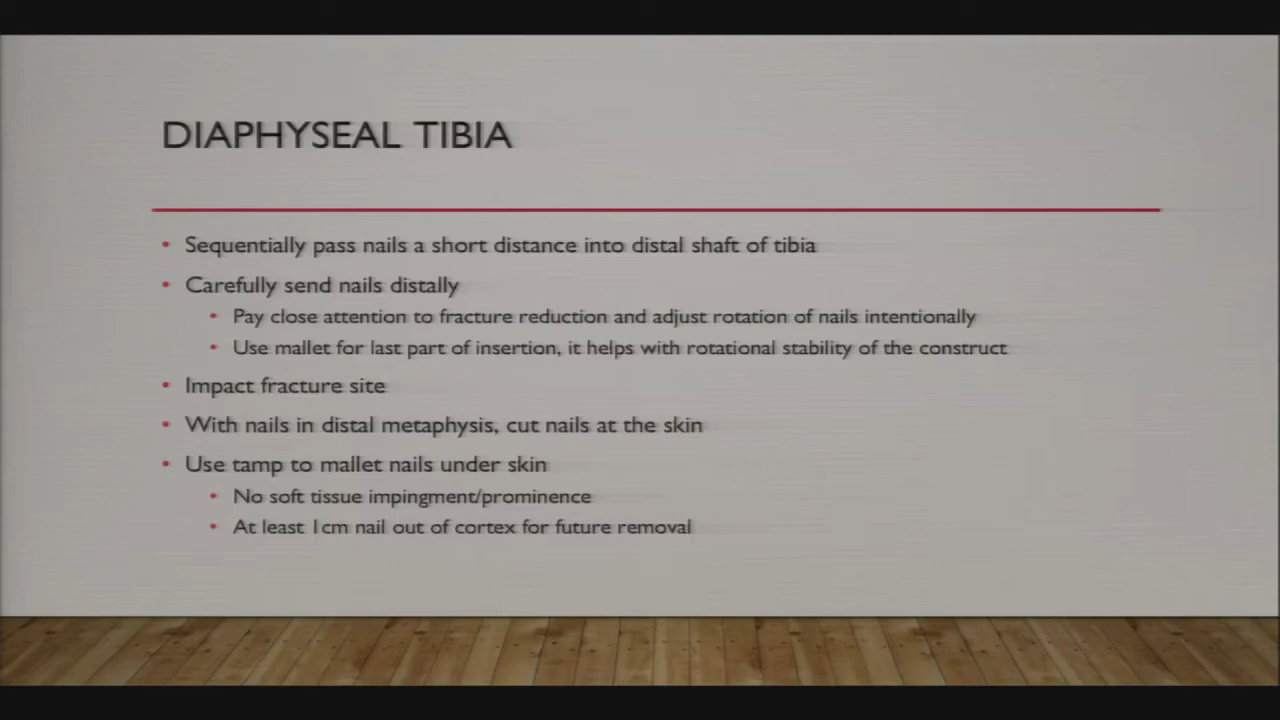 DIAPHYSEAL TIBIA
• Sequentially pass nails a short distance into distal shaft of tibia
• Carefully send nails distally
• Pay close attention to fracture reduction and adjust rotation of nails intentionally
• Use mallet for last part of insertion, it helps with rotational stability of the construct
• Impact fracture site
• With nails in distal metaphysis, cut nails at the skin
• Use tamp to mallet nails under skin
• No soft tissue impingment/prominence
• At least 1cm nail out of cortex for future removal